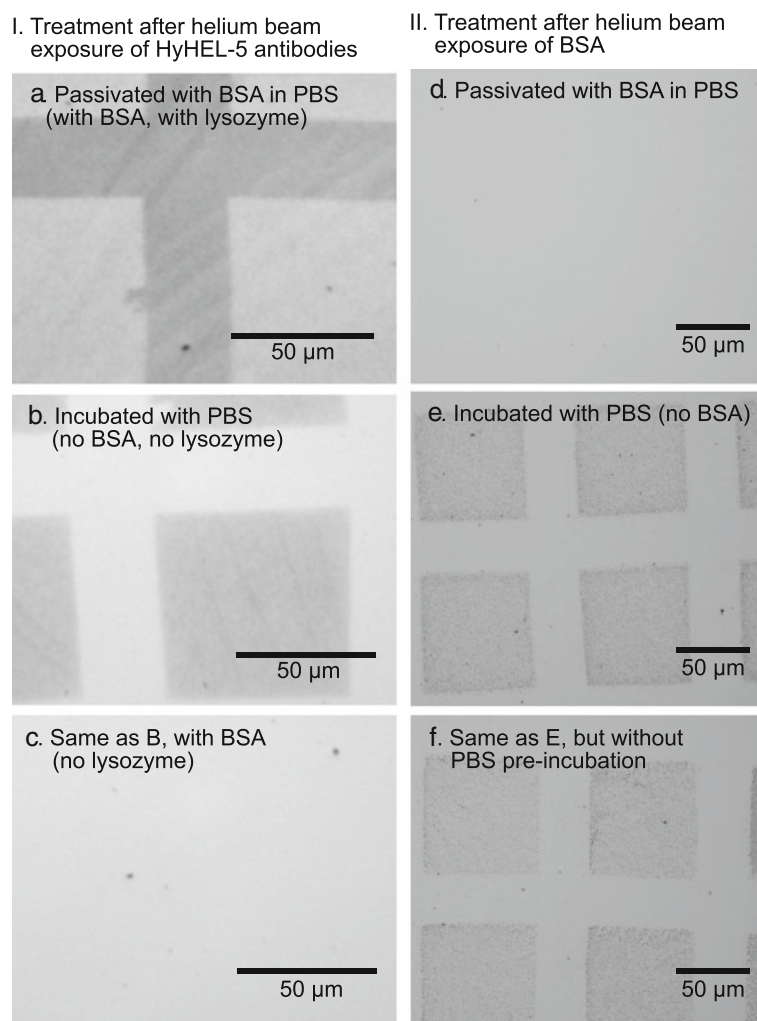 I. Treatment after helium beam
exposure of HyHEL-5 antibodies
a. Passivated with BSA in PBS
(with BSA, with lysozyme)
50 µm
b. Incubated with PBS
(no BSA, no lysozyme)
50 µm
c. Same as B, with BSA
(no lysozyme)
50 µm
II. Treatment after helium beam
exposure of BSA
d. Passivated with BSA in PBS
50 µm
e. Incubated with PBS (no BSA)
50 µm
f. Same as E, but without
PBS pre-incubation
50 µm